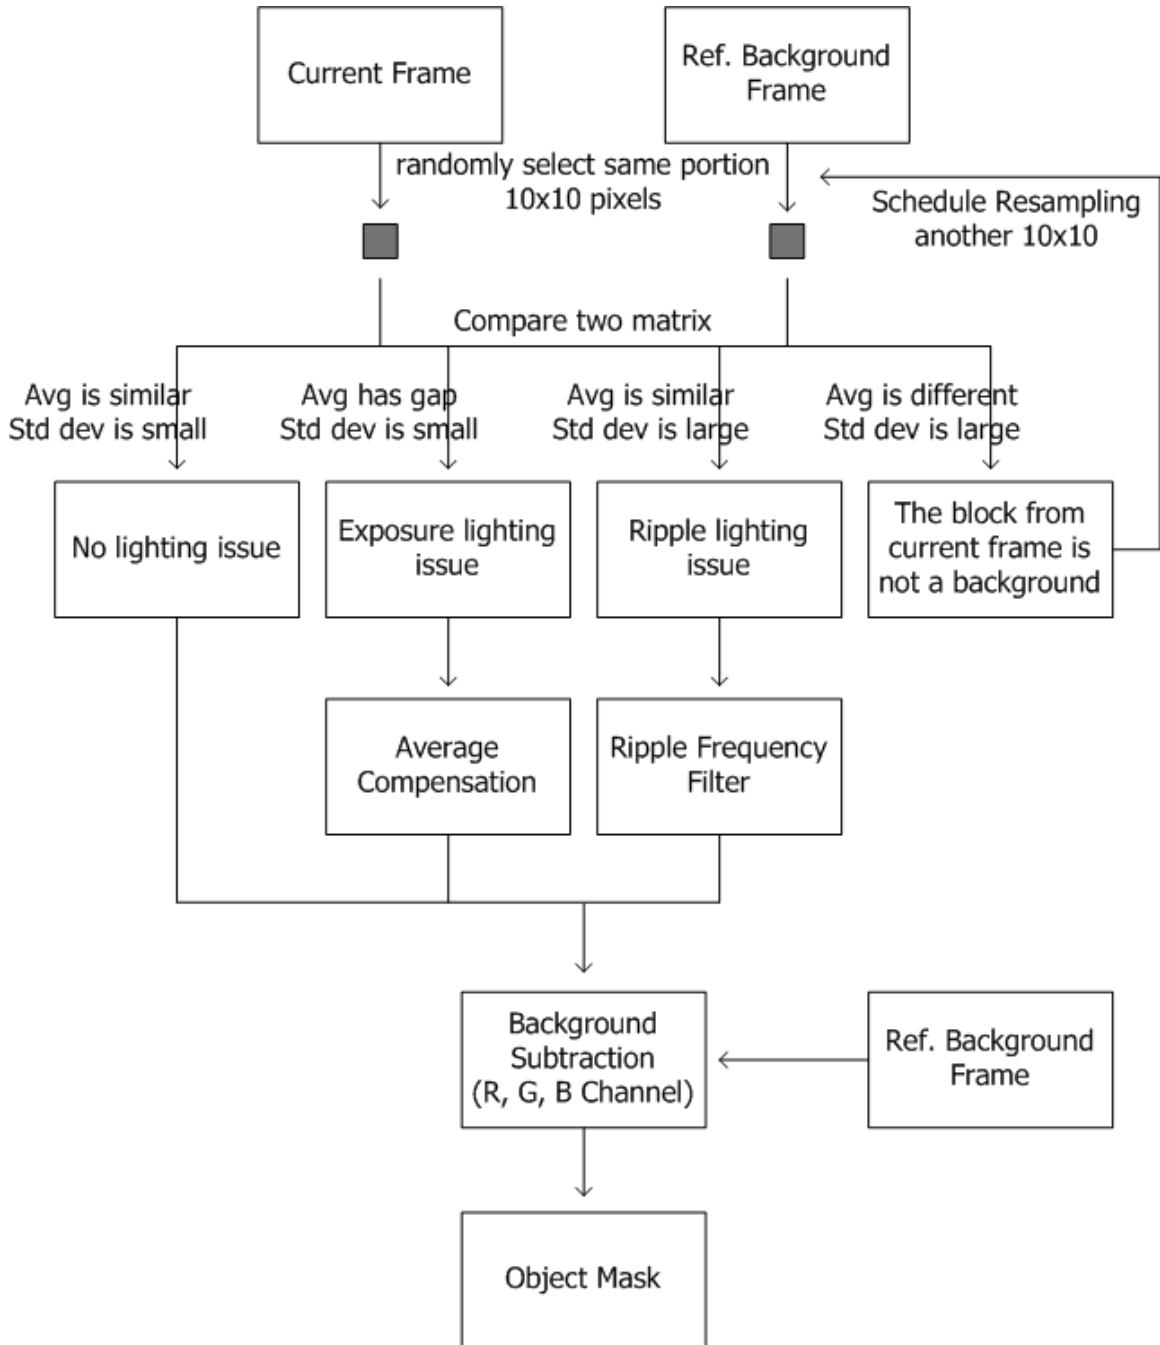 Current Frame
Ref. Background
Frame
randomly select same portion
10x10 pixels
Schedule Resampling
another 10x10
Compare two matrix
Avg is similar
Std dev is small
Avg has gap
Std dev is small
Avg is similar
Std dev is large
Avg is different
Std dev is large
No lighting issue
Exposure lighting
issue
Ripple lighting
issue
The block from
current frame is
not a background
Average
Compensation
Ripple Frequency
Filter
Background
Subtraction
(R, G, B Channel)
Ref. Background
Frame
Object Mask